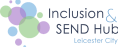 Inclusion &
SEND Hub
Leicester City